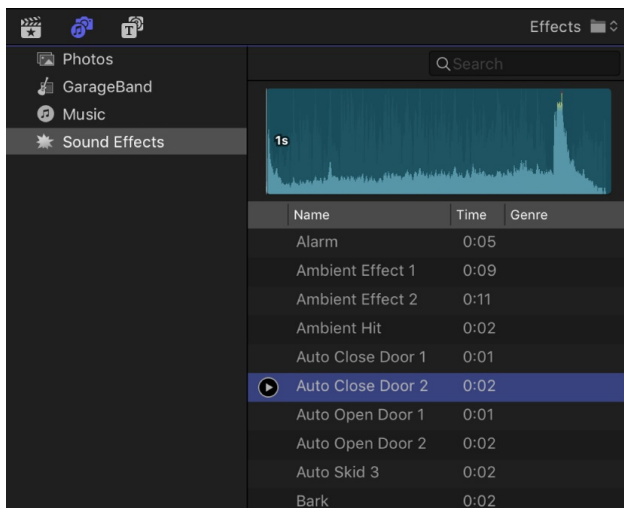 Effects
Photos
Search
GarageBand
Music
Sound Effects
1s
Name Time Genre
Alarm 0:05
Ambient Effect 1 0:09
Ambient Effect 2 0:11
Ambient Hit 0:02
Auto Close Door 1 0:01
Auto Close Door 2 0:02
Auto Open Door 1 0:01
Auto Open Door 2 0:02
Auto Skid 3 0:02
Bark 0:02